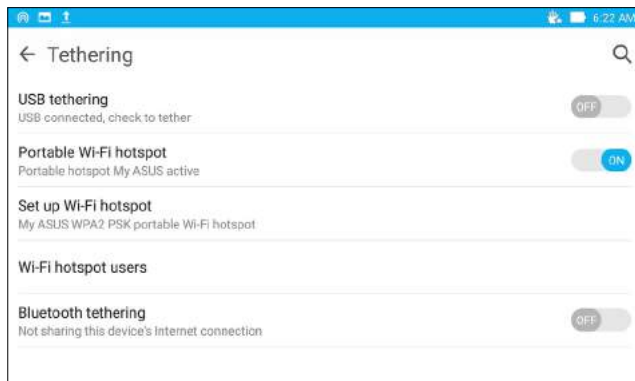 6:22 AM
Tethering
USB tethering
OFF
USB connected, check to tether
Portable Wi-Fi hotspot
ON
Portable hotspot My ASUS active
Set up Wi-Fi hotspot
My ASUS WPA2 PSK portable Wi-Fi hotspot
Wi-Fi hotspot users
Bluetooth tethering
OFF
Not sharing this device's Internet connection